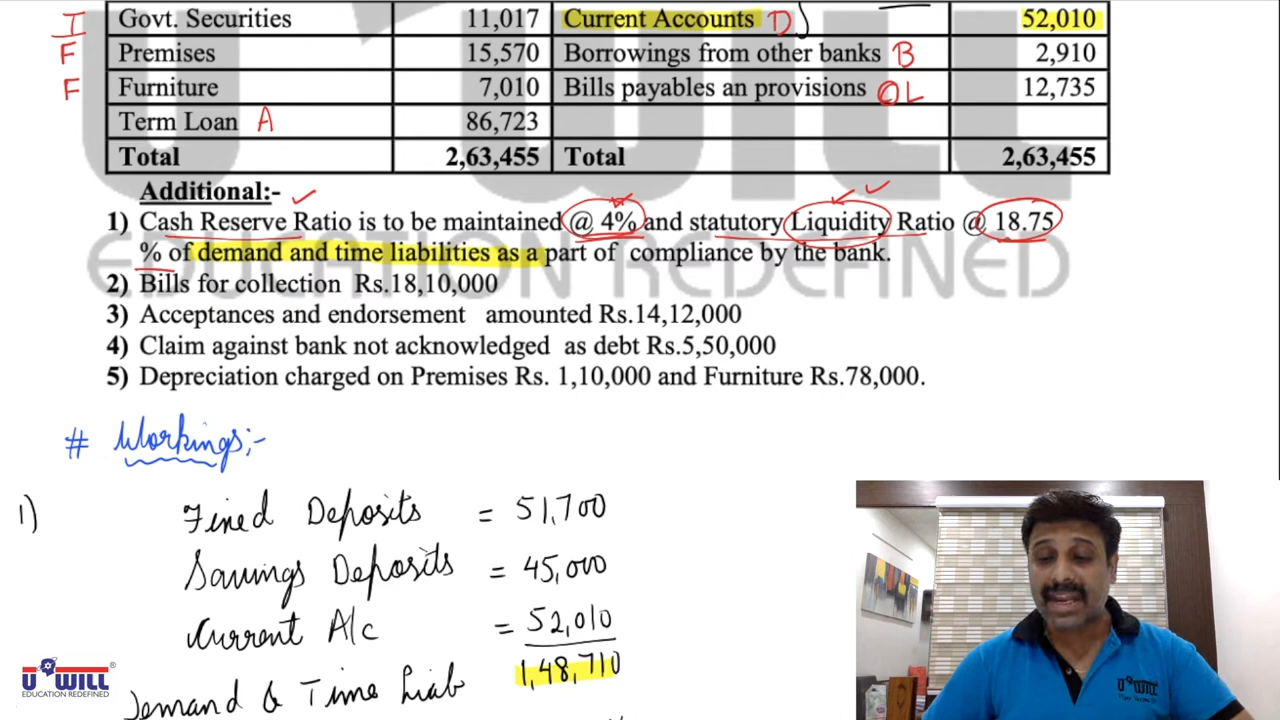 I Govt. Securities 11,017 Current Accounts D 52,010
F Premises 15,570 Borrowings from other banks B 2,910
F Furniture 7,010 Bills payables an provisions OL 12,735
Term Loan A 86,723
Total 2,63,455 Total 2,63,455
Additional:-
1) Cash Reserve Ratio is to be maintained @ 4% and statutory Liquidity Ratio @ 18.75
% of demand and time liabilities as a part of compliance by the bank.
2) Bills for collection Rs.18,10,000
3) Acceptances and endorsement amounted Rs.14,12,000
4) Claim against bank not acknowledged as debt Rs.5,50,000
5) Depreciation charged on Premises Rs. 1,10,000 and Furniture Rs.78,000.
U WILL
EDUCATION REDEFINED
# Workings:-
1) Fixed Deposits = 51,700
Savings Deposits = 45,000
Current A/c = 52,010
Demand & Time Liab 1,48,710
U WILL ®
EDUCATION REDEFINED
U WILL